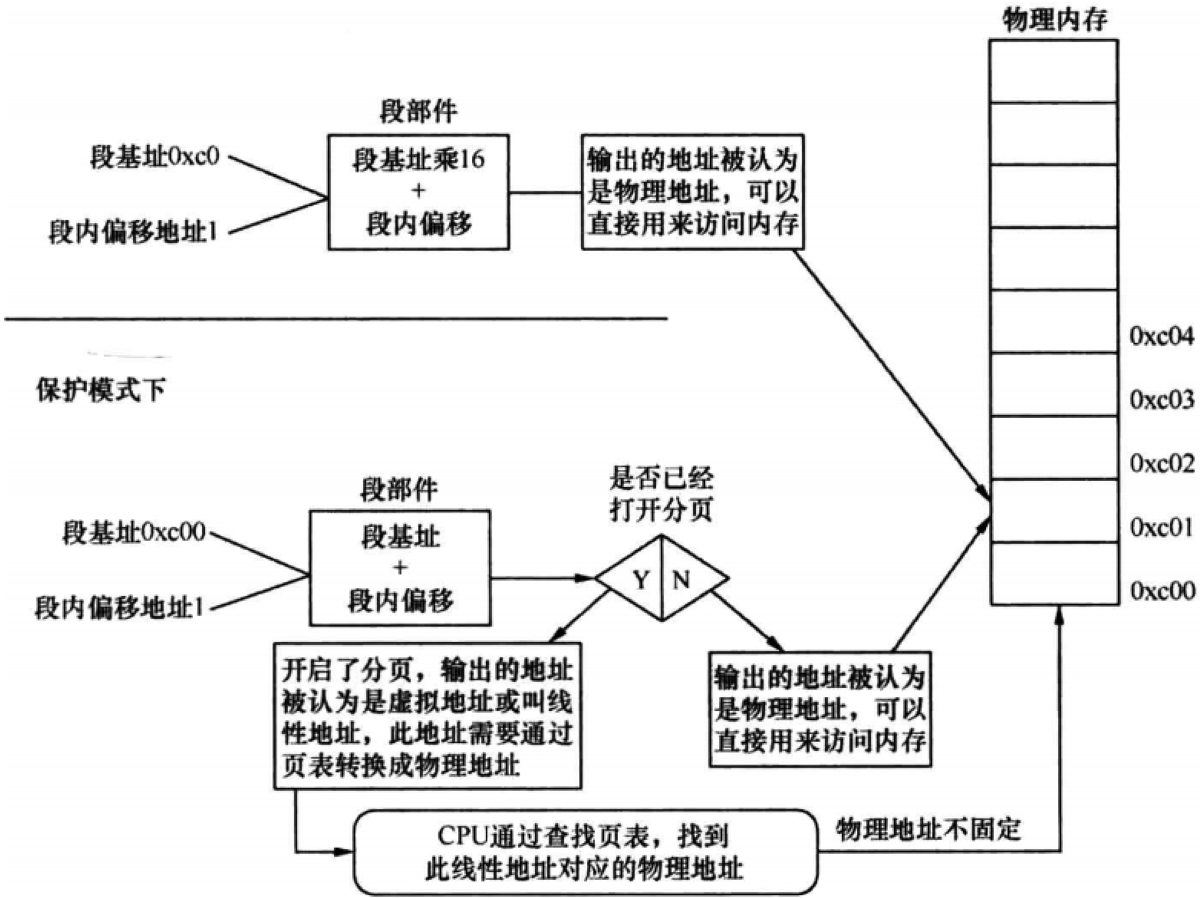 物理内存
段部件
段基址0xc0
段内偏移地址1
段基址乘16
+
段内偏移
输出的地址被认为
是物理地址，可以
直接用来访问内存
0xc04
0xc03
0xc02
0xc01
0xc00
保护模式下
段部件
段基址0xc00
段内偏移地址1
段基址
+
段内偏移
是否已经
打开分页
Y N
开启了分页，输出的地址
被认为是虚拟地址或叫线
性地址，此地址需要通过
页表转换成物理地址
输出的地址被认为
是物理地址，可以
直接用来访问内存
CPU通过查找页表，找到
此线性地址对应的物理地址
物理地址不固定